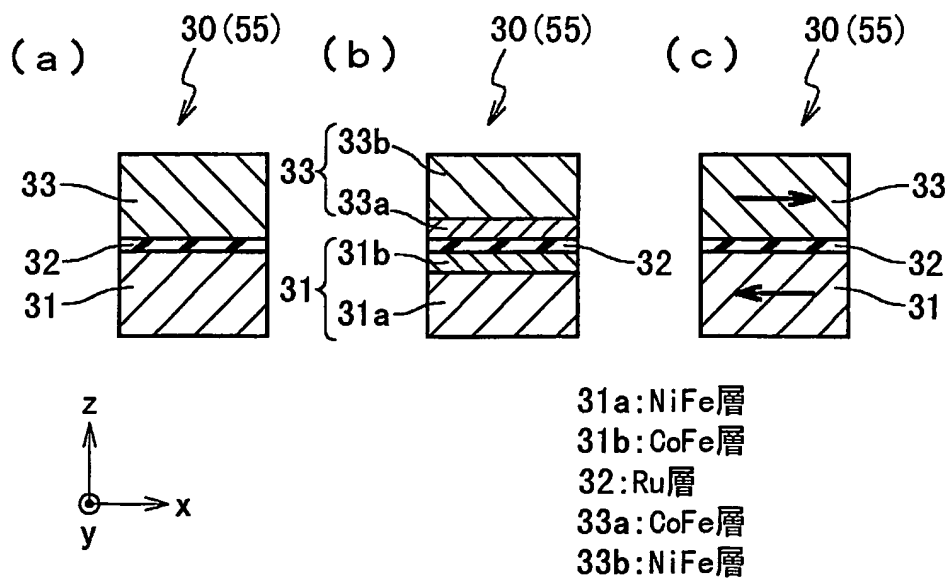 (a)
30(55)
33
32
31
(b)
30(55)
33
33b
33a
31
31b
31a
32
(c)
30(55)
33
32
31
z
x
y
31a:NiFe層
31b:CoFe層
32:Ru層
33a:CoFe層
33b:NiFe層